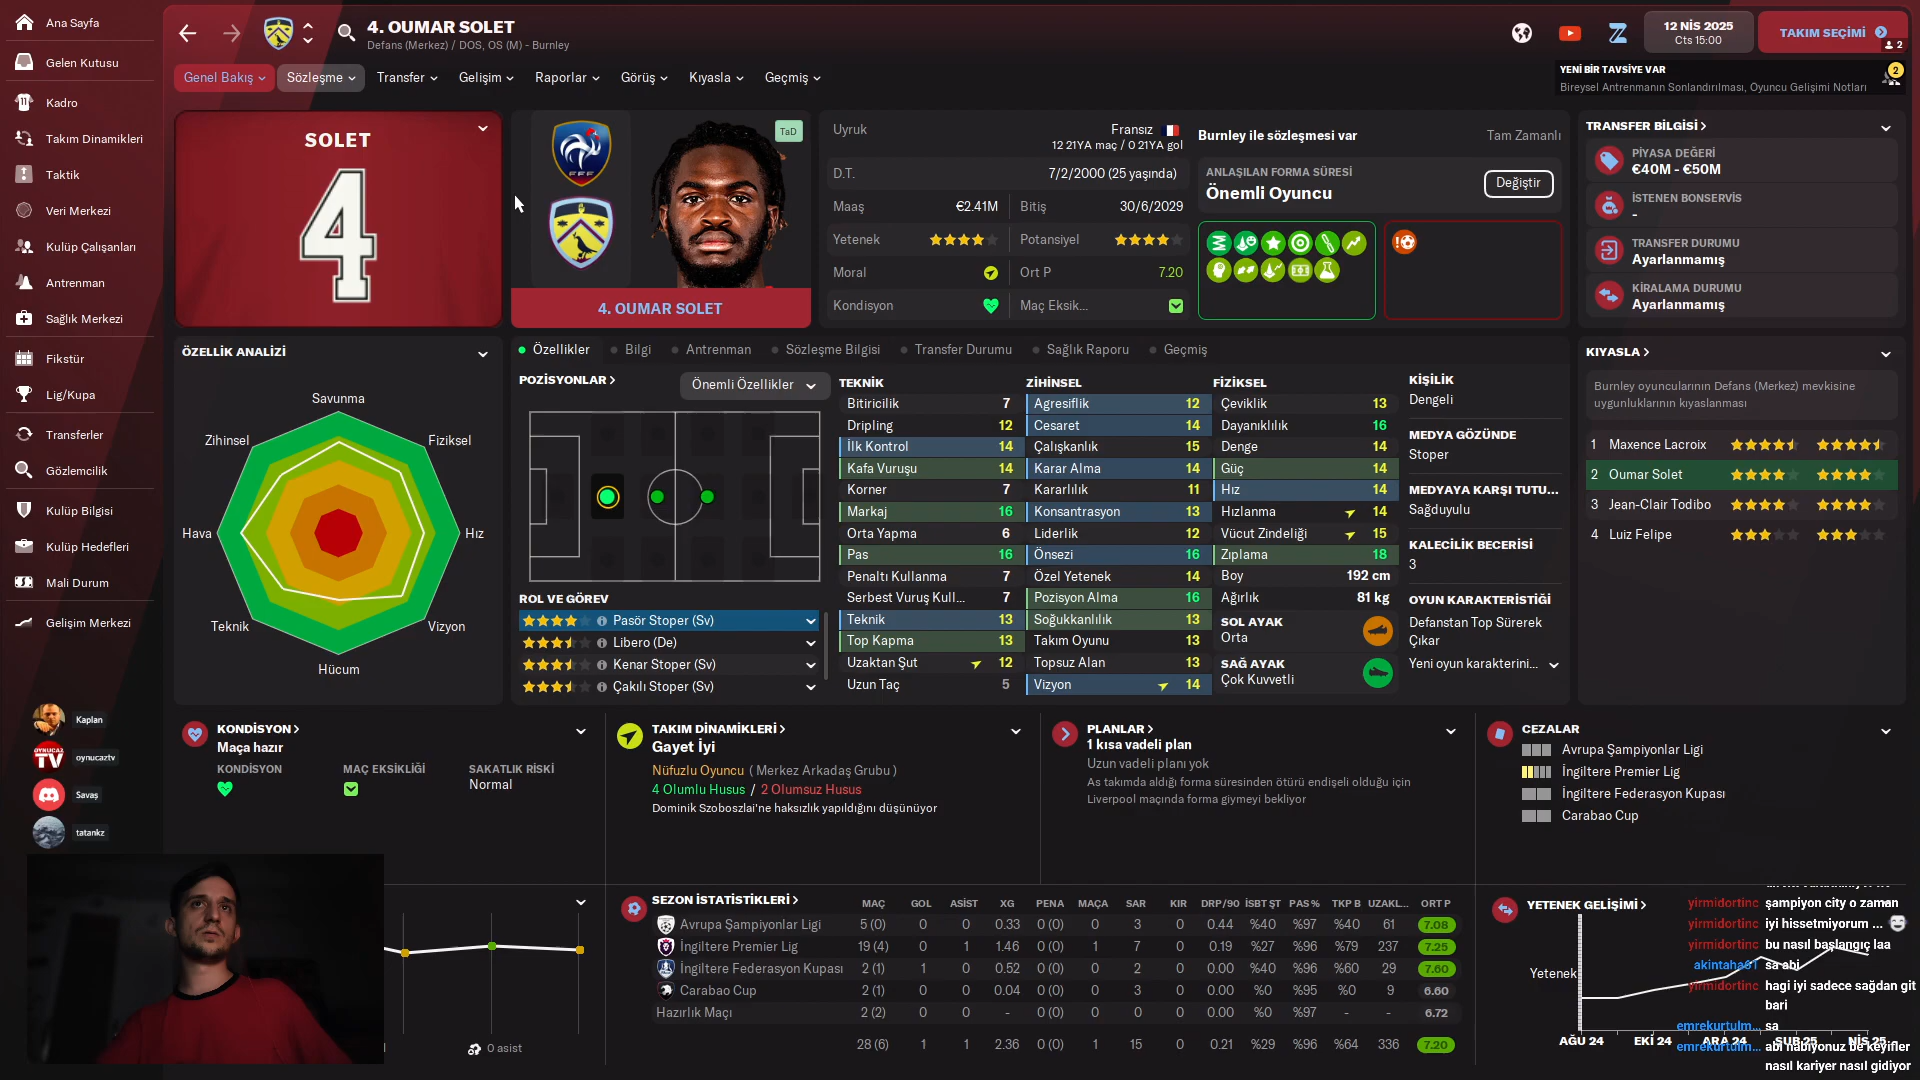 Ana Sayfa
Gelen Kutusu
Kadro
Takım Dinamikleri
Taktik
Veri Merkezi
Kulüp Çalışanları
Antrenman
Sağlık Merkezi
Fikstür
Lig/Kupa
Transferler
Gözlemcilik
Kulüp Bilgisi
Kulüp Hedefleri
Mali Durum
Gelişim Merkezi
Kaplan
oynucaztv
Savaş
tatankz
4. OUMAR SOLET
Defans (Merkez) / DOS, OS (M) - Burnley
12 NİS 2025
Cts 15:00
TAKIM SEÇİMİ
2
Genel Bakış
Sözleşme
Transfer
Gelişim
Raporlar
Görüş
Kıyasla
Geçmiş
YENİ BİR TAVSİYE VAR
Bireysel Antrenmanın Sonlandırılması, Oyuncu Gelişimi Notları
2
SOLET
4
TaD
FFF
4. OUMAR SOLET
Uyruk Fransız
12 21YA maç / 0 21YA gol
D.T. 7/2/2000 (25 yaşında)
Maaş €2.41M Bitiş 30/6/2029
Yetenek Potansiyel
Moral Ort P 7.20
Kondisyon Maç Eksik...
Burnley ile sözleşmesi var Tam Zamanlı
ANLAŞILAN FORMA SÜRESİ
Önemli Oyuncu Değiştir
TRANSFER BİLGİSİ
PİYASA DEĞERİ
€40M - €50M
İSTENEN BONSERVİS
-
TRANSFER DURUMU
Ayarlanmamış
KİRALAMA DURUMU
Ayarlanmamış
ÖZELLİK ANALİZİ
Savunma
Zihinsel Fiziksel
Hava Hız
Teknik Vizyon
Hücum
Özellikler Bilgi Antrenman Sözleşme Bilgisi Transfer Durumu Sağlık Raporu Geçmiş
POZİSYONLAR Önemli Özellikler
ROL VE GÖREV
Pasör Stoper (Sv)
Libero (De)
Kenar Stoper (Sv)
Çakılı Stoper (Sv)
TEKNİK
Bitiricilik 7
Dripling 12
İlk Kontrol 14
Kafa Vuruşu 14
Korner 7
Markaj 16
Orta Yapma 6
Pas 16
Penaltı Kullanma 7
Serbest Vuruş Kull... 7
Teknik 13
Top Kapma 13
Uzaktan Şut 12
Uzun Taç 5
ZİHİNSEL
Agresiflik 12
Cesaret 14
Çalışkanlık 15
Karar Alma 14
Kararlılık 11
Konsantrasyon 13
Liderlik 12
Önsezi 16
Özel Yetenek 14
Pozisyon Alma 16
Soğukkanlılık 13
Takım Oyunu 13
Topsuz Alan 13
Vizyon 14
FİZİKSEL
Çeviklik 13
Dayanıklılık 16
Denge 14
Güç 14
Hız 14
Hızlanma 14
Vücut Zindeliği 15
Zıplama 18
Boy 192 cm
Ağırlık 81 kg
SOL AYAK
Orta
SAĞ AYAK
Çok Kuvvetli
KİŞİLİK
Dengeli
MEDYA GÖZÜNDE
Stoper
MEDYAYA KARŞI TUTU...
Sağduyulu
KALECİLİK BECERİSİ
3
OYUN KARAKTERİSTİĞİ
Defanstan Top Sürerek
Çıkar
Yeni oyun karakterini...
KIYASLA
Burnley oyuncularının Defans (Merkez) mevkisine
uygunluklarının kıyaslanması
1 Maxence Lacroix
2 Oumar Solet
3 Jean-Clair Todibo
4 Luiz Felipe
KONDİSYON
Maça hazır
KONDİSYON MAÇ EKSİKLİĞİ SAKATLIK RİSKİ
Normal
TAKIM DİNAMİKLERİ
Gayet İyi
Nüfuzlu Oyuncu ( Merkez Arkadaş Grubu )
4 Olumlu Husus / 2 Olumsuz Husus
Dominik Szoboszlai'ne haksızlık yapıldığını düşünüyor
PLANLAR
1 kısa vadeli plan
Uzun vadeli planı yok
As takımda aldığı forma süresinden ötürü endişeli olduğu için
Liverpool maçında forma giymeyi bekliyor
CEZALAR
Avrupa Şampiyonlar Ligi
İngiltere Premier Lig
İngiltere Federasyon Kupası
Carabao Cup
0 asist
SEZON İSTATİSTİKLERİ MAÇ GOL ASİST XG PENA MAÇA SAR KIR DRP/90 İSBT ŞT PAS % TKP B UZAKL... ORT P
Avrupa Şampiyonlar Ligi 5 (0) 0 0 0.33 0 (0) 0 3 0 0.44 %40 %97 %40 61 7.08
İngiltere Premier Lig 19 (4) 0 1 1.46 0 (0) 1 7 0 0.19 %27 %96 %79 237 7.25
İngiltere Federasyon Kupası 2 (1) 1 0 0.52 0 (0) 0 2 0 0.00 %40 %96 %60 29 7.60
Carabao Cup 2 (1) 0 0 0.04 0 (0) 0 3 0 0.00 %0 %95 %0 9 6.60
Hazırlık Maçı 2 (2) 0 0 - 0 (0) 0 0 0 0.00 %0 %97 - - 6.72
28 (6) 1 1 2.36 0 (0) 1 15 0 0.21 %29 %96 %64 336 7.20
YETENEK GELİŞİMİ
Yetenek
AĞU 24 EKİ 24 ARA 24 ŞUB 25 NİS 25
yirmidortinc şampiyon city o zaman
yirmidortinc iyi hissetmiyorum ...
yirmidortinc bu nasıl başlangıç laa
akintaha61 sa abi
yirmidortinc hagi iyi sadece sağdan git
bari
emrekurtulm... sa
emrekurtulm... abi nabıyonuz be keyifler
nasıl kariyer nasıl gidiyor